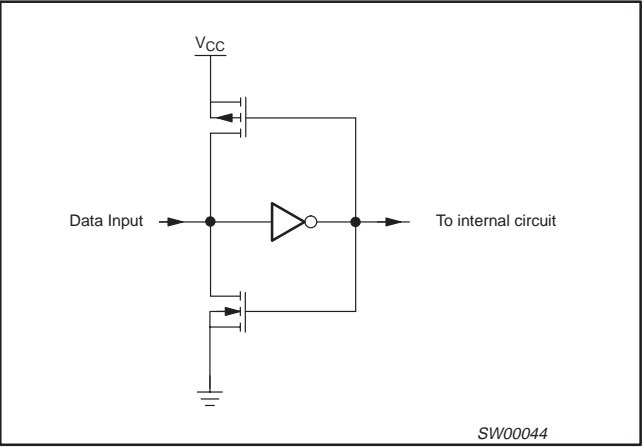 VCC
Data Input
To internal circuit
SW00044